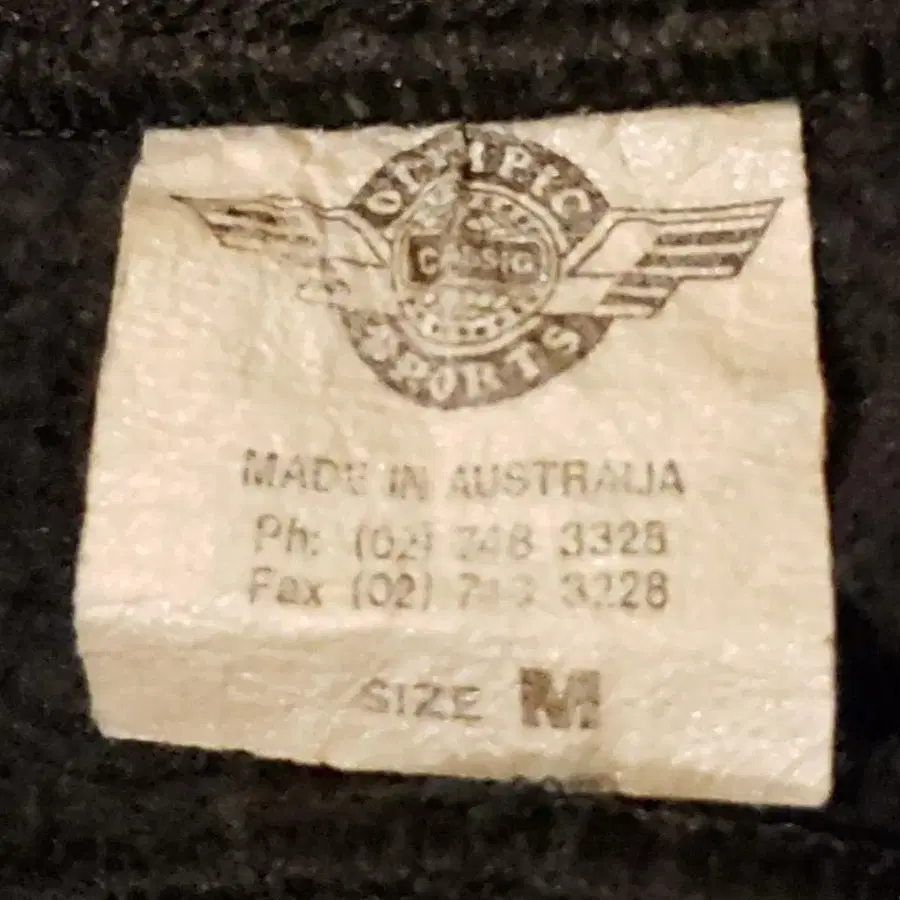 OLYMPIC
SPORTS
MADE IN AUSTRALIA
Ph: (02) 748 3328
Fax (02) 3228
SIZE M